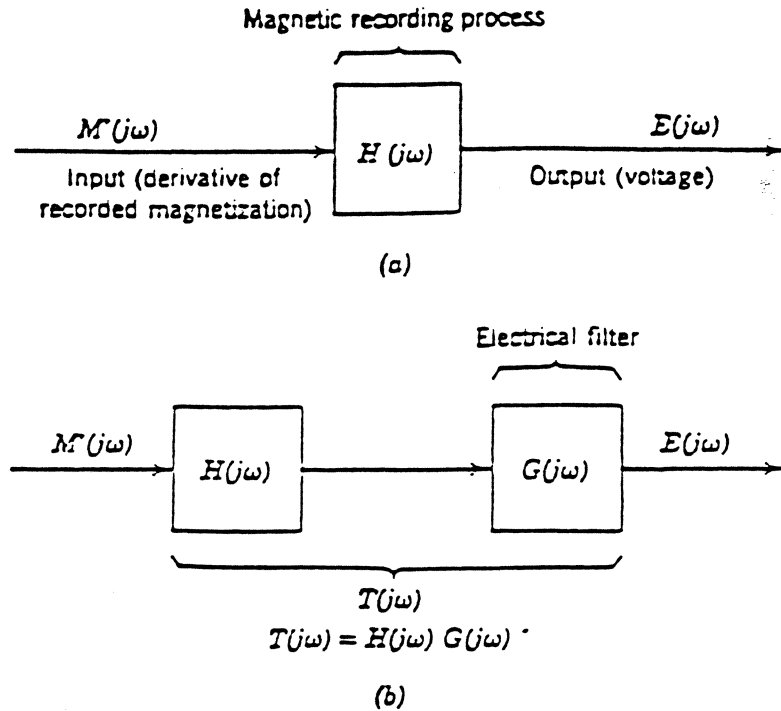 Magnetic recording process
M'(jω)
H (jω)
E(jω)
Input (derivative of
recorded magnetization)
Output (voltage)
(a)
Electrical filter
M'(jω)
H(jω)
G(jω)
E(jω)
T(jω)
T(jω) = H(jω) G(jω)
(b)